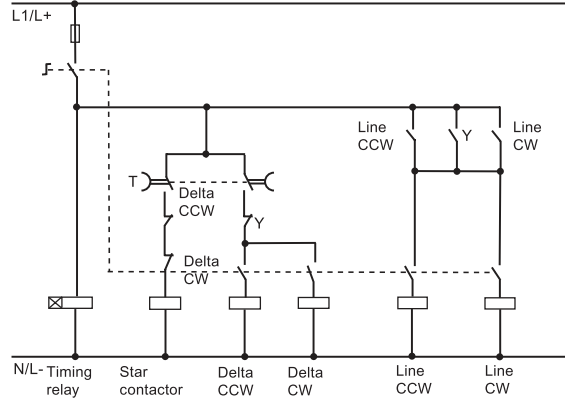 L1/L+
Line
CCW
Y
Line
CW
T
Delta
CCW
Y
Delta
CW
N/L-
Timing
relay
Star
contactor
Delta
CCW
Delta
CW
Line
CCW
Line
CW